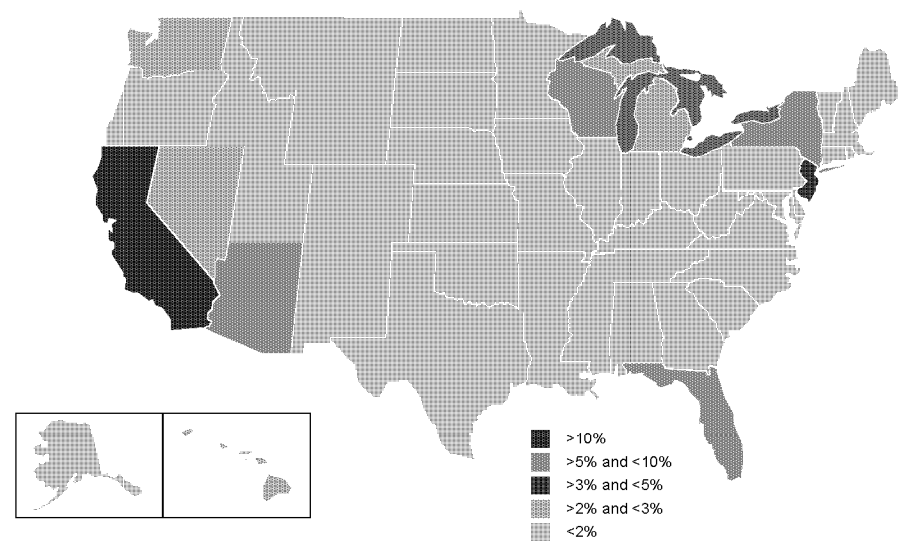 >10%
>5% and <10%
>3% and <5%
>2% and <3%
<2%